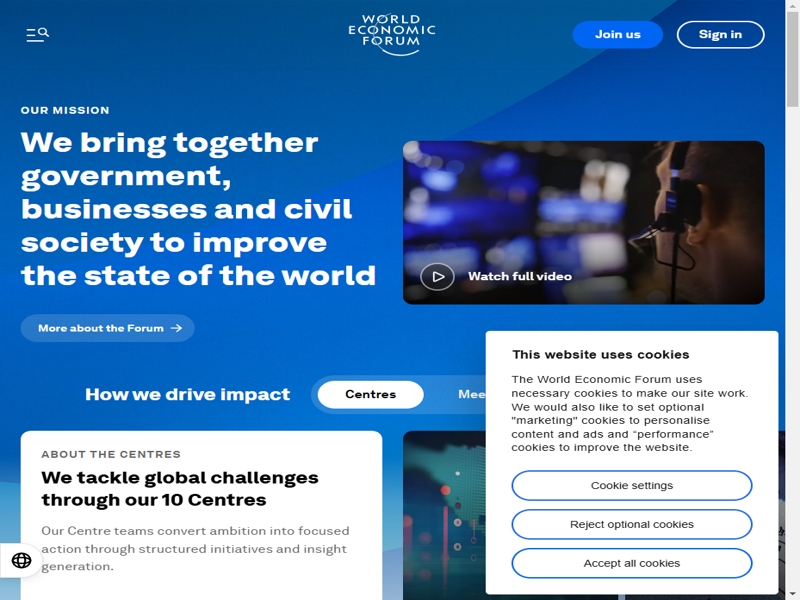 WORLD
ECONOMIC
FORUM
Join us
Sign in
OUR MISSION
We bring together
government,
businesses and civil
society to improve
the state of the world
Watch full video
More about the Forum
How we drive impact
Centres
Mee
ABOUT THE CENTRES
We tackle global challenges
through our 10 Centres
Our Centre teams convert ambition into focused
action through structured initiatives and insight
generation.
This website uses cookies
The World Economic Forum uses
necessary cookies to make our site work.
We would also like to set optional
"marketing" cookies to personalise
content and ads and “performance”
cookies to improve the website.
Cookie settings
Reject optional cookies
Accept all cookies